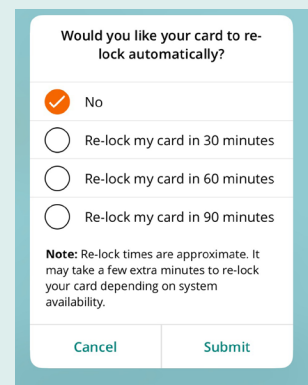 Would you like your card to re-
lock automatically?
No
Re-lock my card in 30 minutes
Re-lock my card in 60 minutes
Re-lock my card in 90 minutes
Note: Re-lock times are approximate. It
may take a few extra minutes to re-lock
your card depending on system
availability.
Cancel
Submit